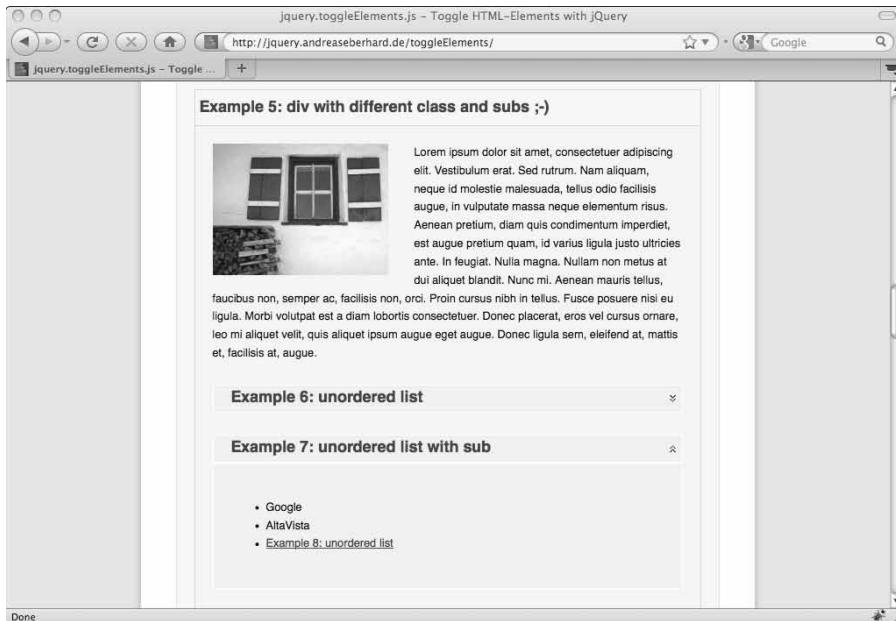 jquery.toggleElements.js – Toggle HTML-Elements with jQuery
http://jquery.andreaseberhard.de/toggleElements/
Google
jquery.toggleElements.js – Toggle ...
Example 5: div with different class and subs ;-)
Lorem ipsum dolor sit amet, consectetuer adipiscing
elit. Vestibulum erat. Sed rutrum. Nam aliquam,
neque id molestie malesuada, tellus odio facilisis
augue, in vulputate massa neque elementum risus.
Aenean pretium, diam quis condimentum imperdiet,
est augue pretium quam, id varius ligula justo ultricies
ante. In feugiat. Nulla magna. Nullam non metus at
dui aliquet blandit. Nunc mi. Aenean mauris tellus,
faucibus non, semper ac, facilisis non, orci. Proin cursus nibh in tellus. Fusce posuere nisi eu
ligula. Morbi volutpat est a diam lobortis consectetuer. Donec placerat, eros vel cursus ornare,
leo mi aliquet velit, quis aliquet ipsum augue eget augue. Donec ligula sem, eleifend at, mattis
et, facilisis at, augue.
Example 6: unordered list
Example 7: unordered list with sub
• Google
• AltaVista
• Example 8: unordered list
Done